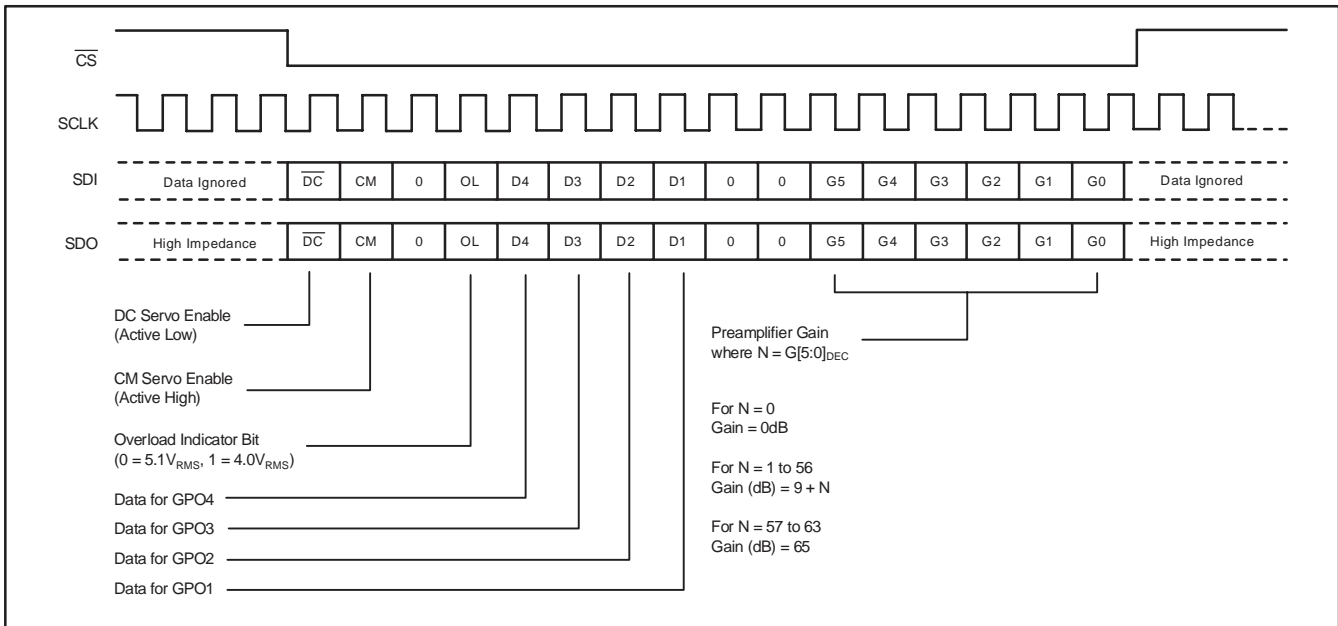 CS
SCLK
SDI Data Ignored DC CM 0 OL D4 D3 D2 D1 0 0 G5 G4 G3 G2 G1 G0 Data Ignored
SDO High Impedance DC CM 0 OL D4 D3 D2 D1 0 0 G5 G4 G3 G2 G1 G0 High Impedance
DC Servo Enable
(Active Low)
CM Servo Enable
(Active High)
Overload Indicator Bit
(0 = 5.1VRMS, 1 = 4.0VRMS)
Data for GPO4
Data for GPO3
Data for GPO2
Data for GPO1
Preamplifier Gain
where N = G[5:0]DEC
For N = 0
Gain = 0dB
For N = 1 to 56
Gain (dB) = 9 + N
For N = 57 to 63
Gain (dB) = 65